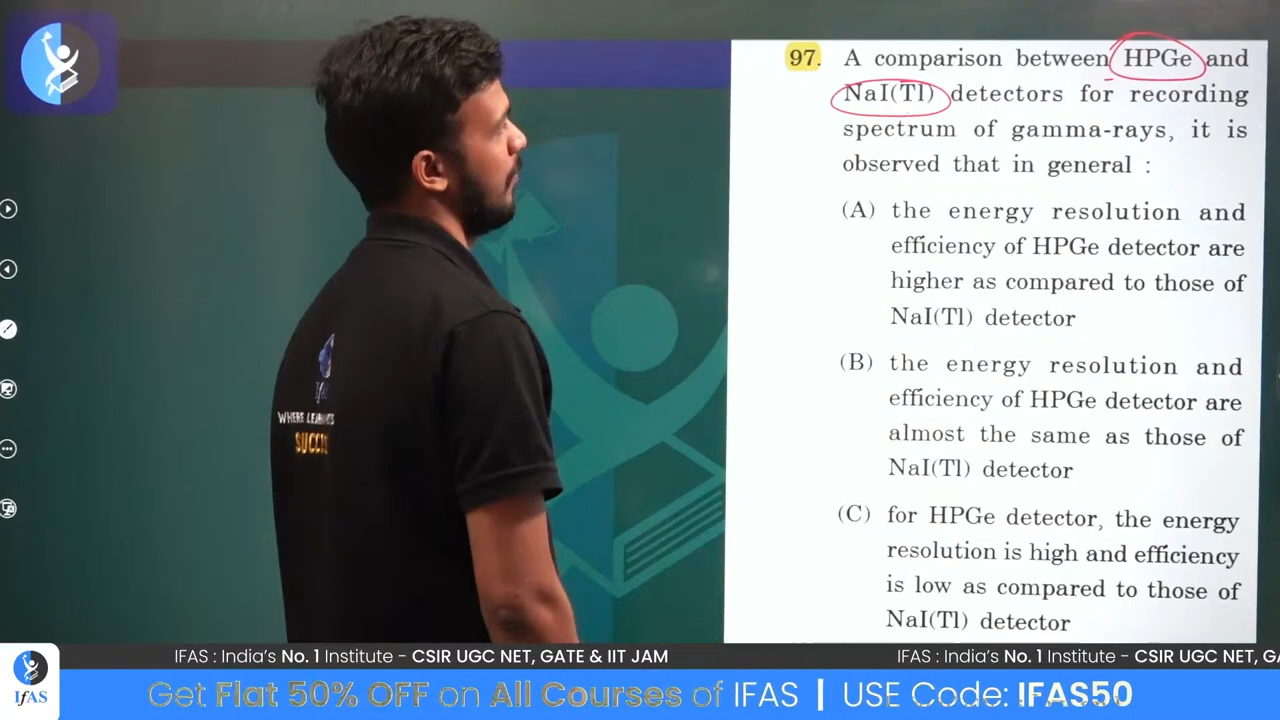 97. A comparison between HPGe and
NaI(Tl) detectors for recording
spectrum of gamma-rays, it is
observed that in general :
(A) the energy resolution and
efficiency of HPGe detector are
higher as compared to those of
NaI(Tl) detector
(B) the energy resolution and
efficiency of HPGe detector are
almost the same as those of
NaI(Tl) detector
(C) for HPGe detector, the energy
resolution is high and efficiency
is low as compared to those of
NaI(Tl) detector
WHERE
IFAS : India's No. 1 Institute - CSIR UGC NET, GATE & IIT JAM
IFAS : India's No. 1 Institute - CSIR UGC NET, GA
IfAS
Get Flat 50% OFF on All Courses of IFAS | USE Code: IFAS50